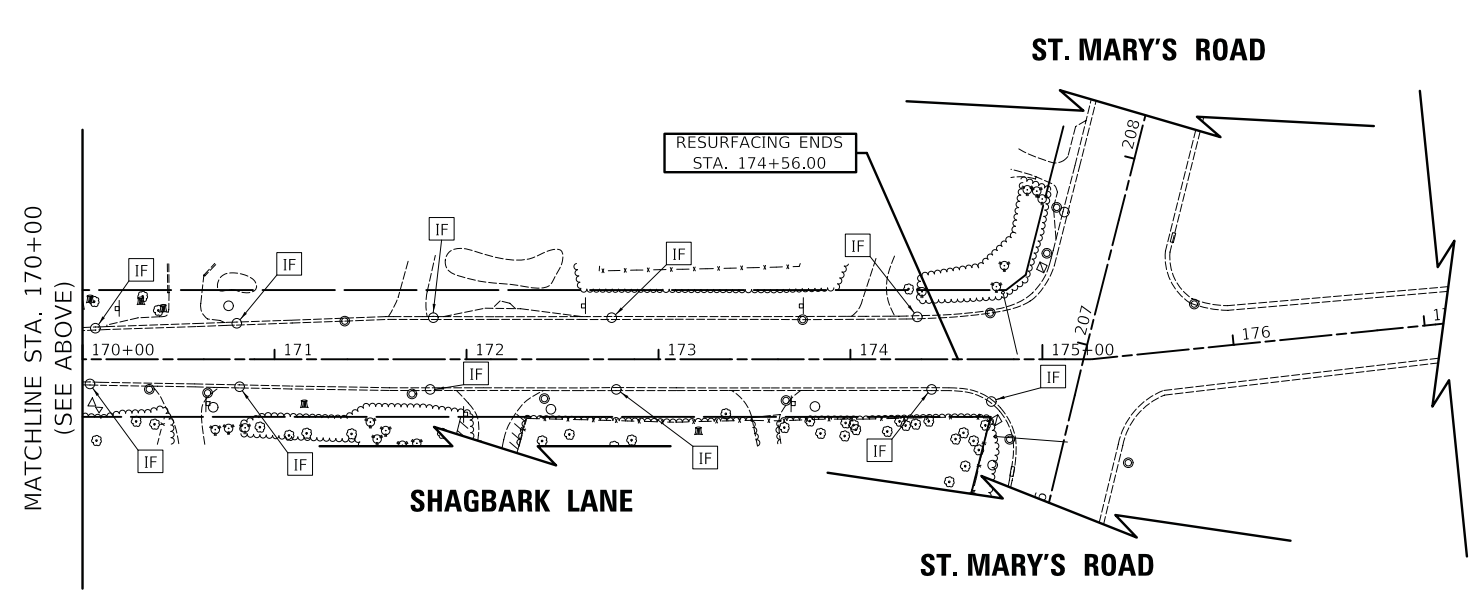 ST. MARY'S ROAD
208
RESURFACING ENDS
STA. 174+56.00
MATCHLINE STA. 170+00
(SEE ABOVE)
IF
IF
IF
IF
IF
207
170+00
171
172
173
174
175+00
176
IF
IF
IF
IF
IF
IF
SHAGBARK LANE
ST. MARY'S ROAD